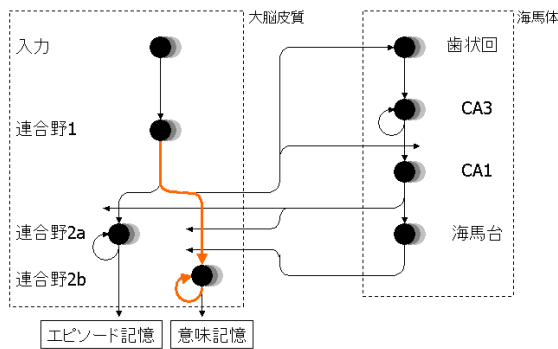 大脳皮質
海馬体
入力
歯状回
CA3
連合野1
CA1
連合野2a
海馬台
連合野2b
エピソード記憶
意味記憶